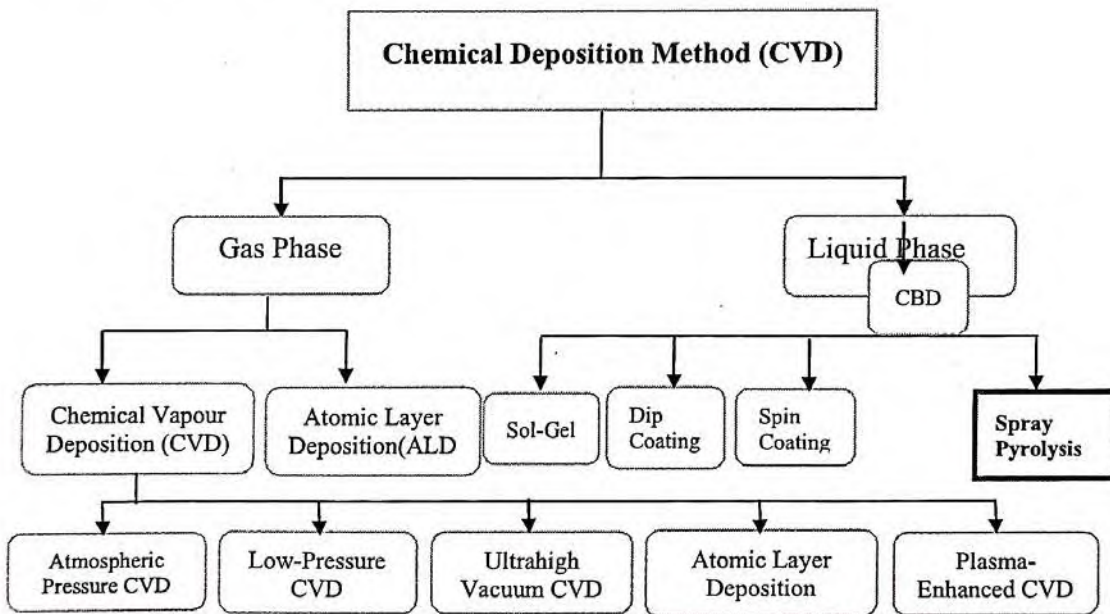 Chemical Deposition Method (CVD)
Gas Phase
Liquid Phase
CBD
Chemical Vapour
Deposition (CVD)
Atomic Layer
Deposition(ALD
Sol-Gel
Dip
Coating
Spin
Coating
Spray
Pyrolysis
Atmospheric
Pressure CVD
Low-Pressure
CVD
Ultrahigh
Vacuum CVD
Atomic Layer
Deposition
Plasma-
Enhanced CVD